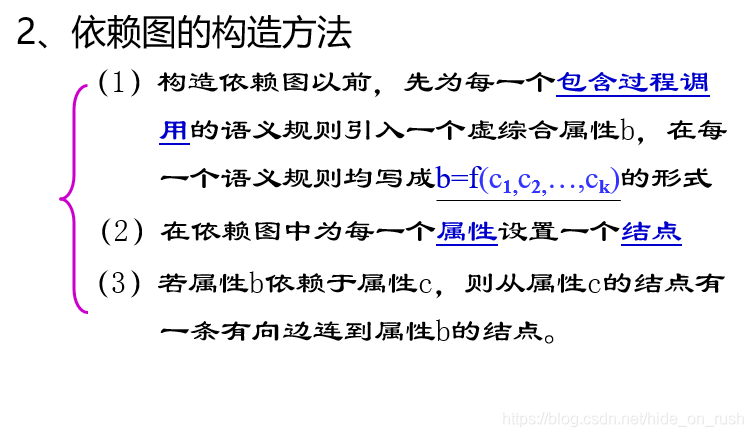 2、依赖图的构造方法
（1）构造依赖图以前，先为每一个包含过程调
用的语义规则引入一个虚综合属性b，在每
一个语义规则均写成b=f(c1,c2,…,ck)的形式
（2）在依赖图中为每一个属性设置一个结点
（3）若属性b依赖于属性c，则从属性c的结点有
一条有向边连到属性b的结点。
https://blog.csdn.net/hide_on_rush